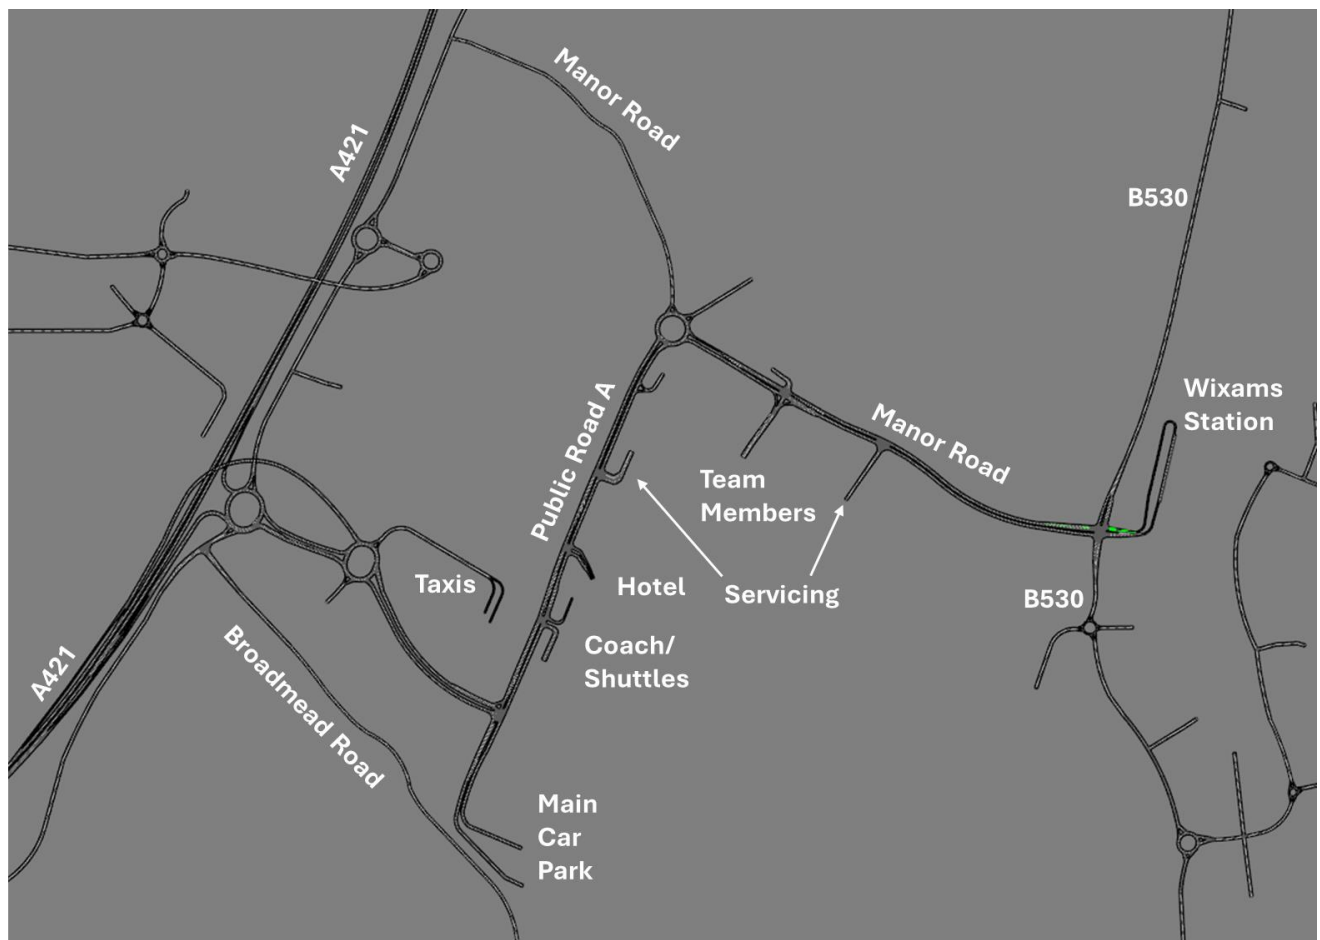 Manor Road
A421
B530
Wixams
Station
Public Road A
Manor Road
Team
Members
Taxis
Hotel
Servicing
B530
Coach/
Shuttles
Broadmead Road
A421
Main
Car
Park